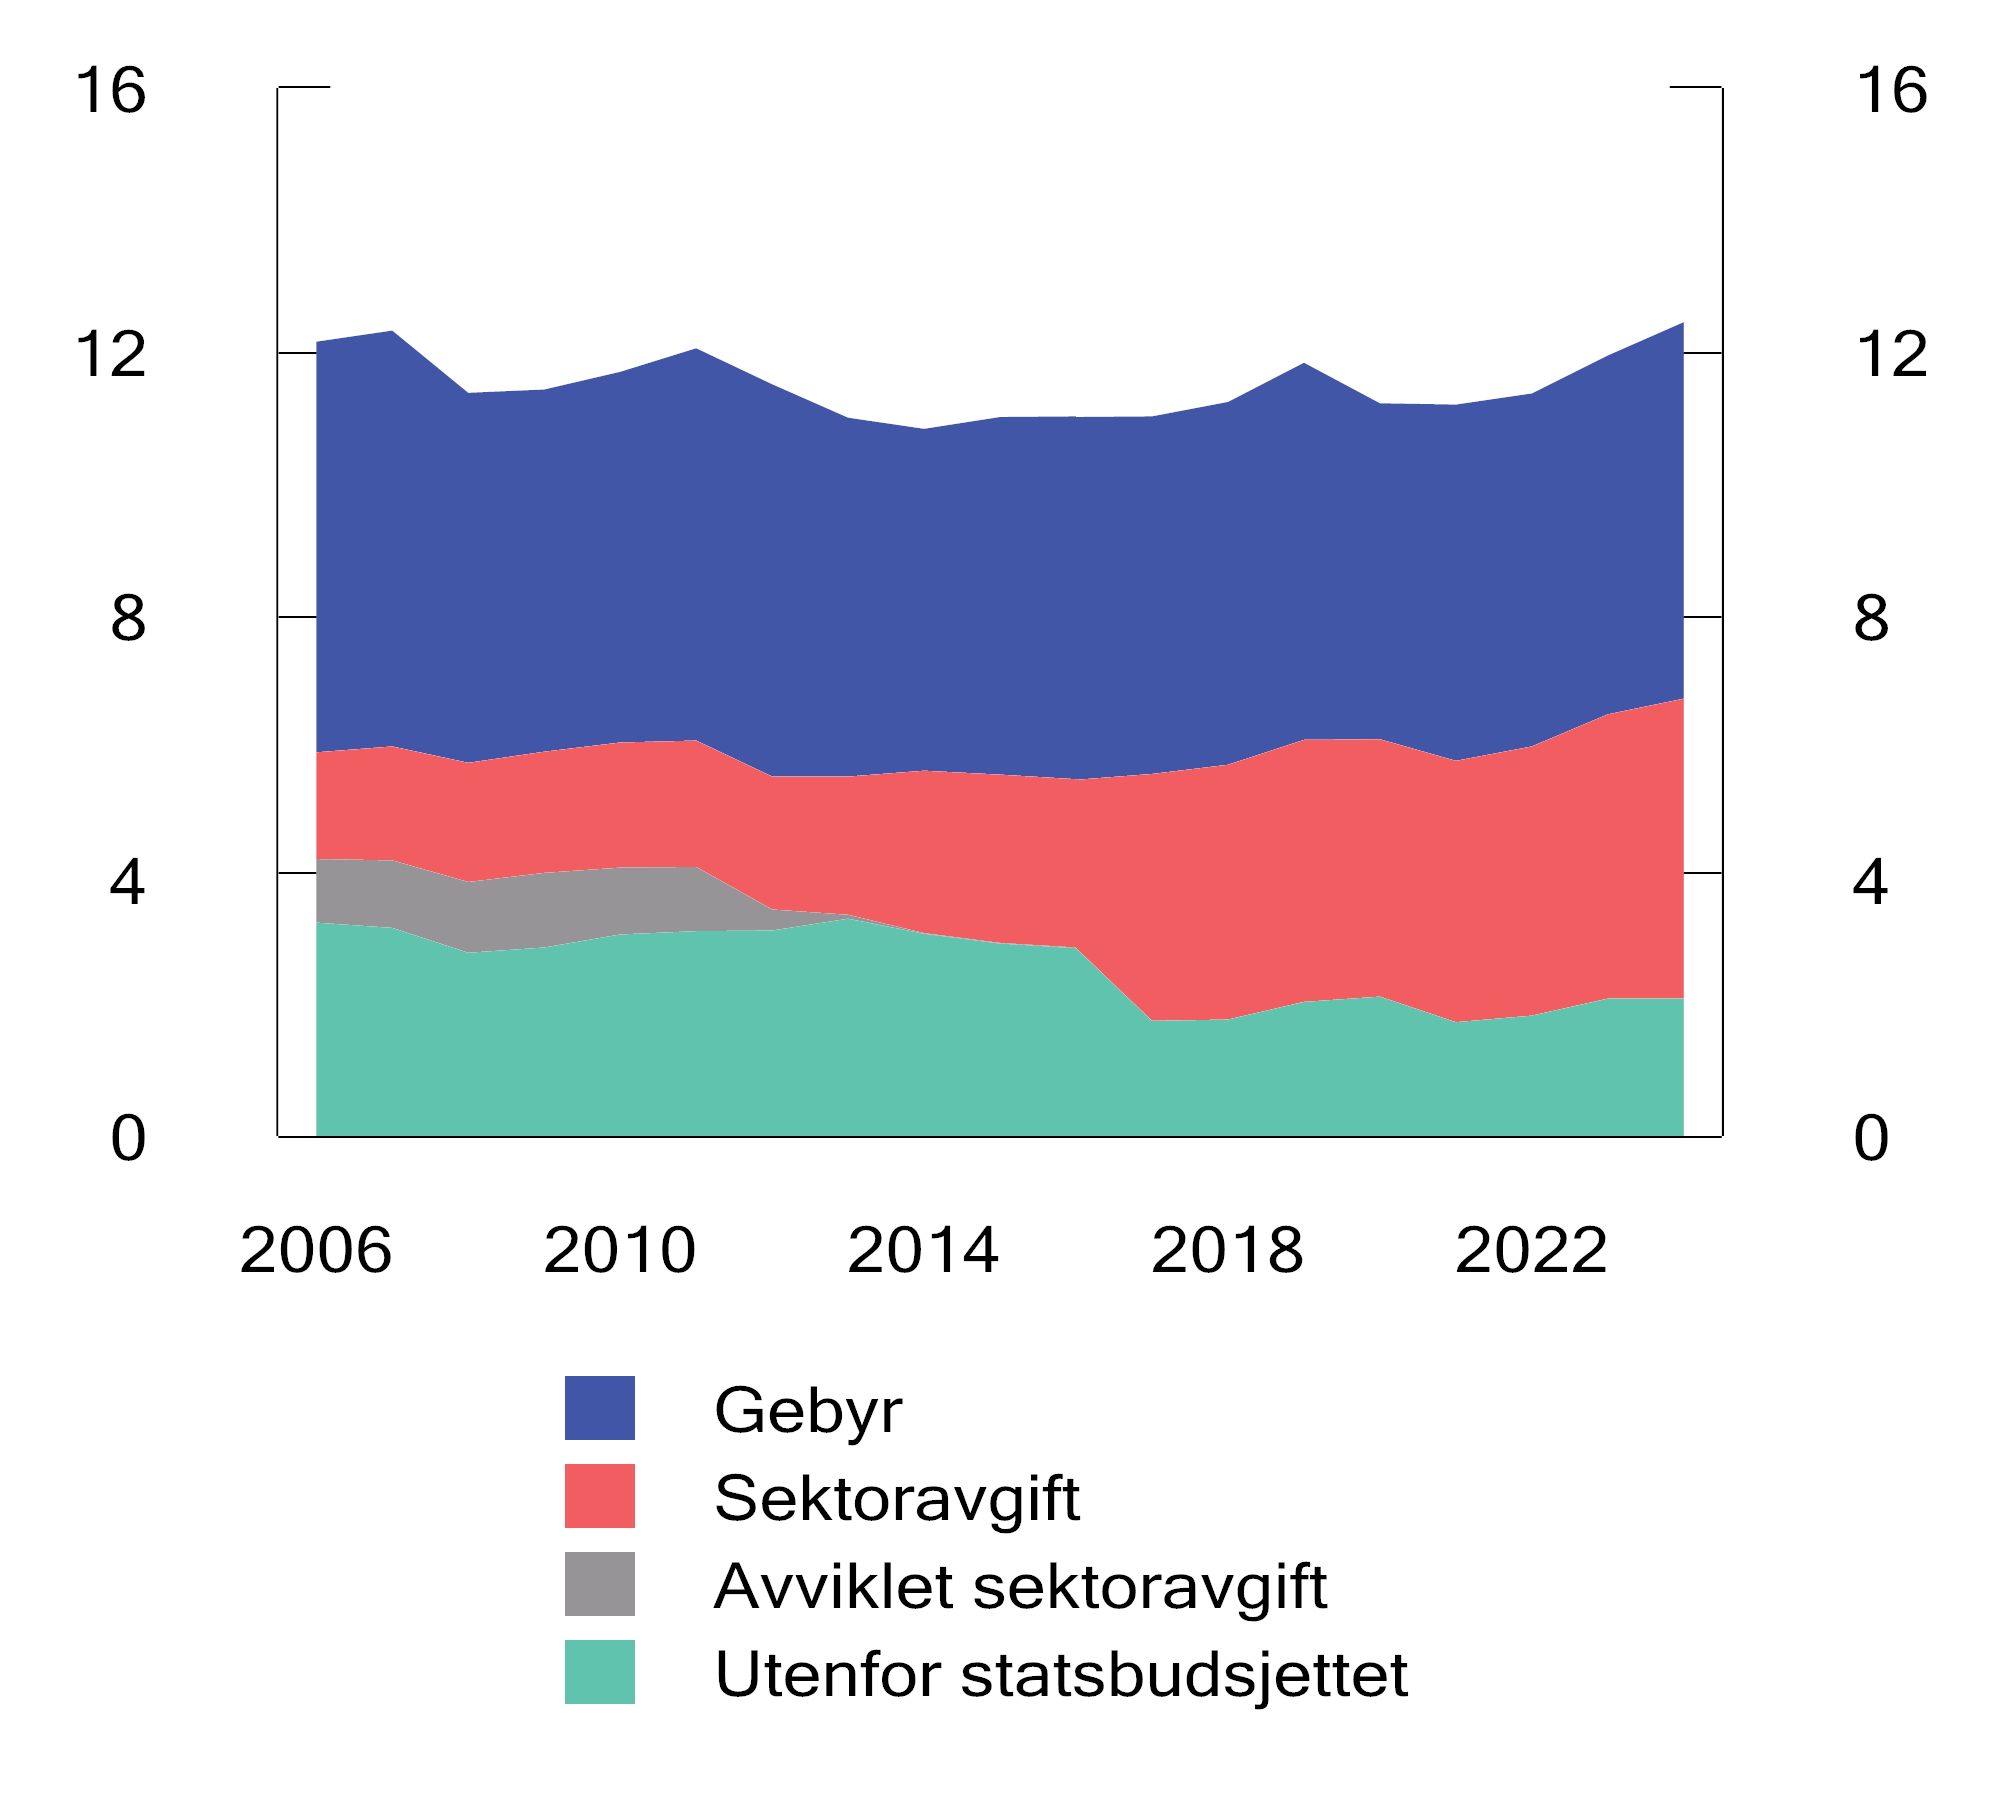 16 16
12 12
8 8
4 4
0 0
2006 2010 2014 2018 2022
Gebyr
Sektoravgift
Avviklet sektoravgift
Utenfor statsbudsjettet